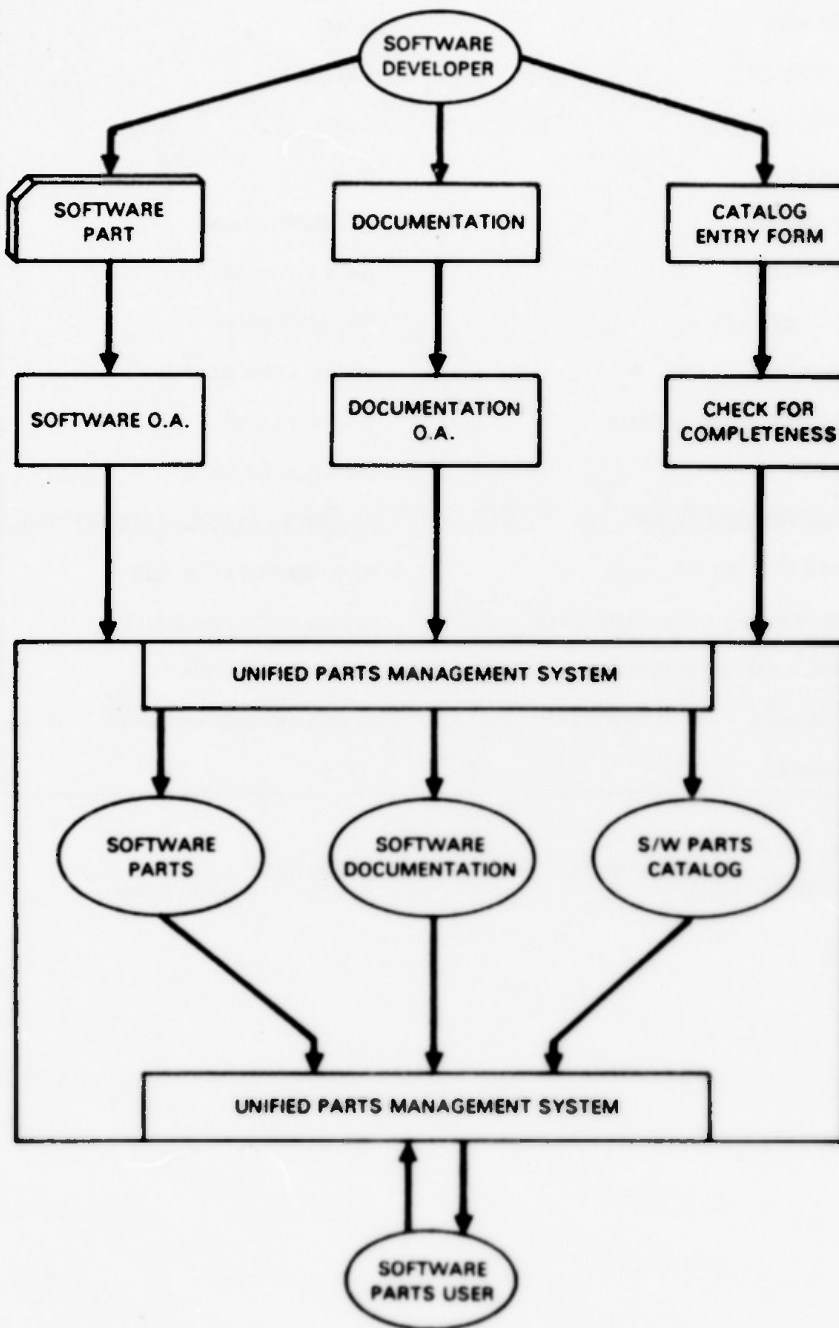 SOFTWARE
DEVELOPER
SOFTWARE
PART
DOCUMENTATION
CATALOG
ENTRY FORM
SOFTWARE O.A.
DOCUMENTATION
O.A.
CHECK FOR
COMPLETENESS
UNIFIED PARTS MANAGEMENT SYSTEM
SOFTWARE
PARTS
SOFTWARE
DOCUMENTATION
S/W PARTS
CATALOG
UNIFIED PARTS MANAGEMENT SYSTEM
SOFTWARE
PARTS USER